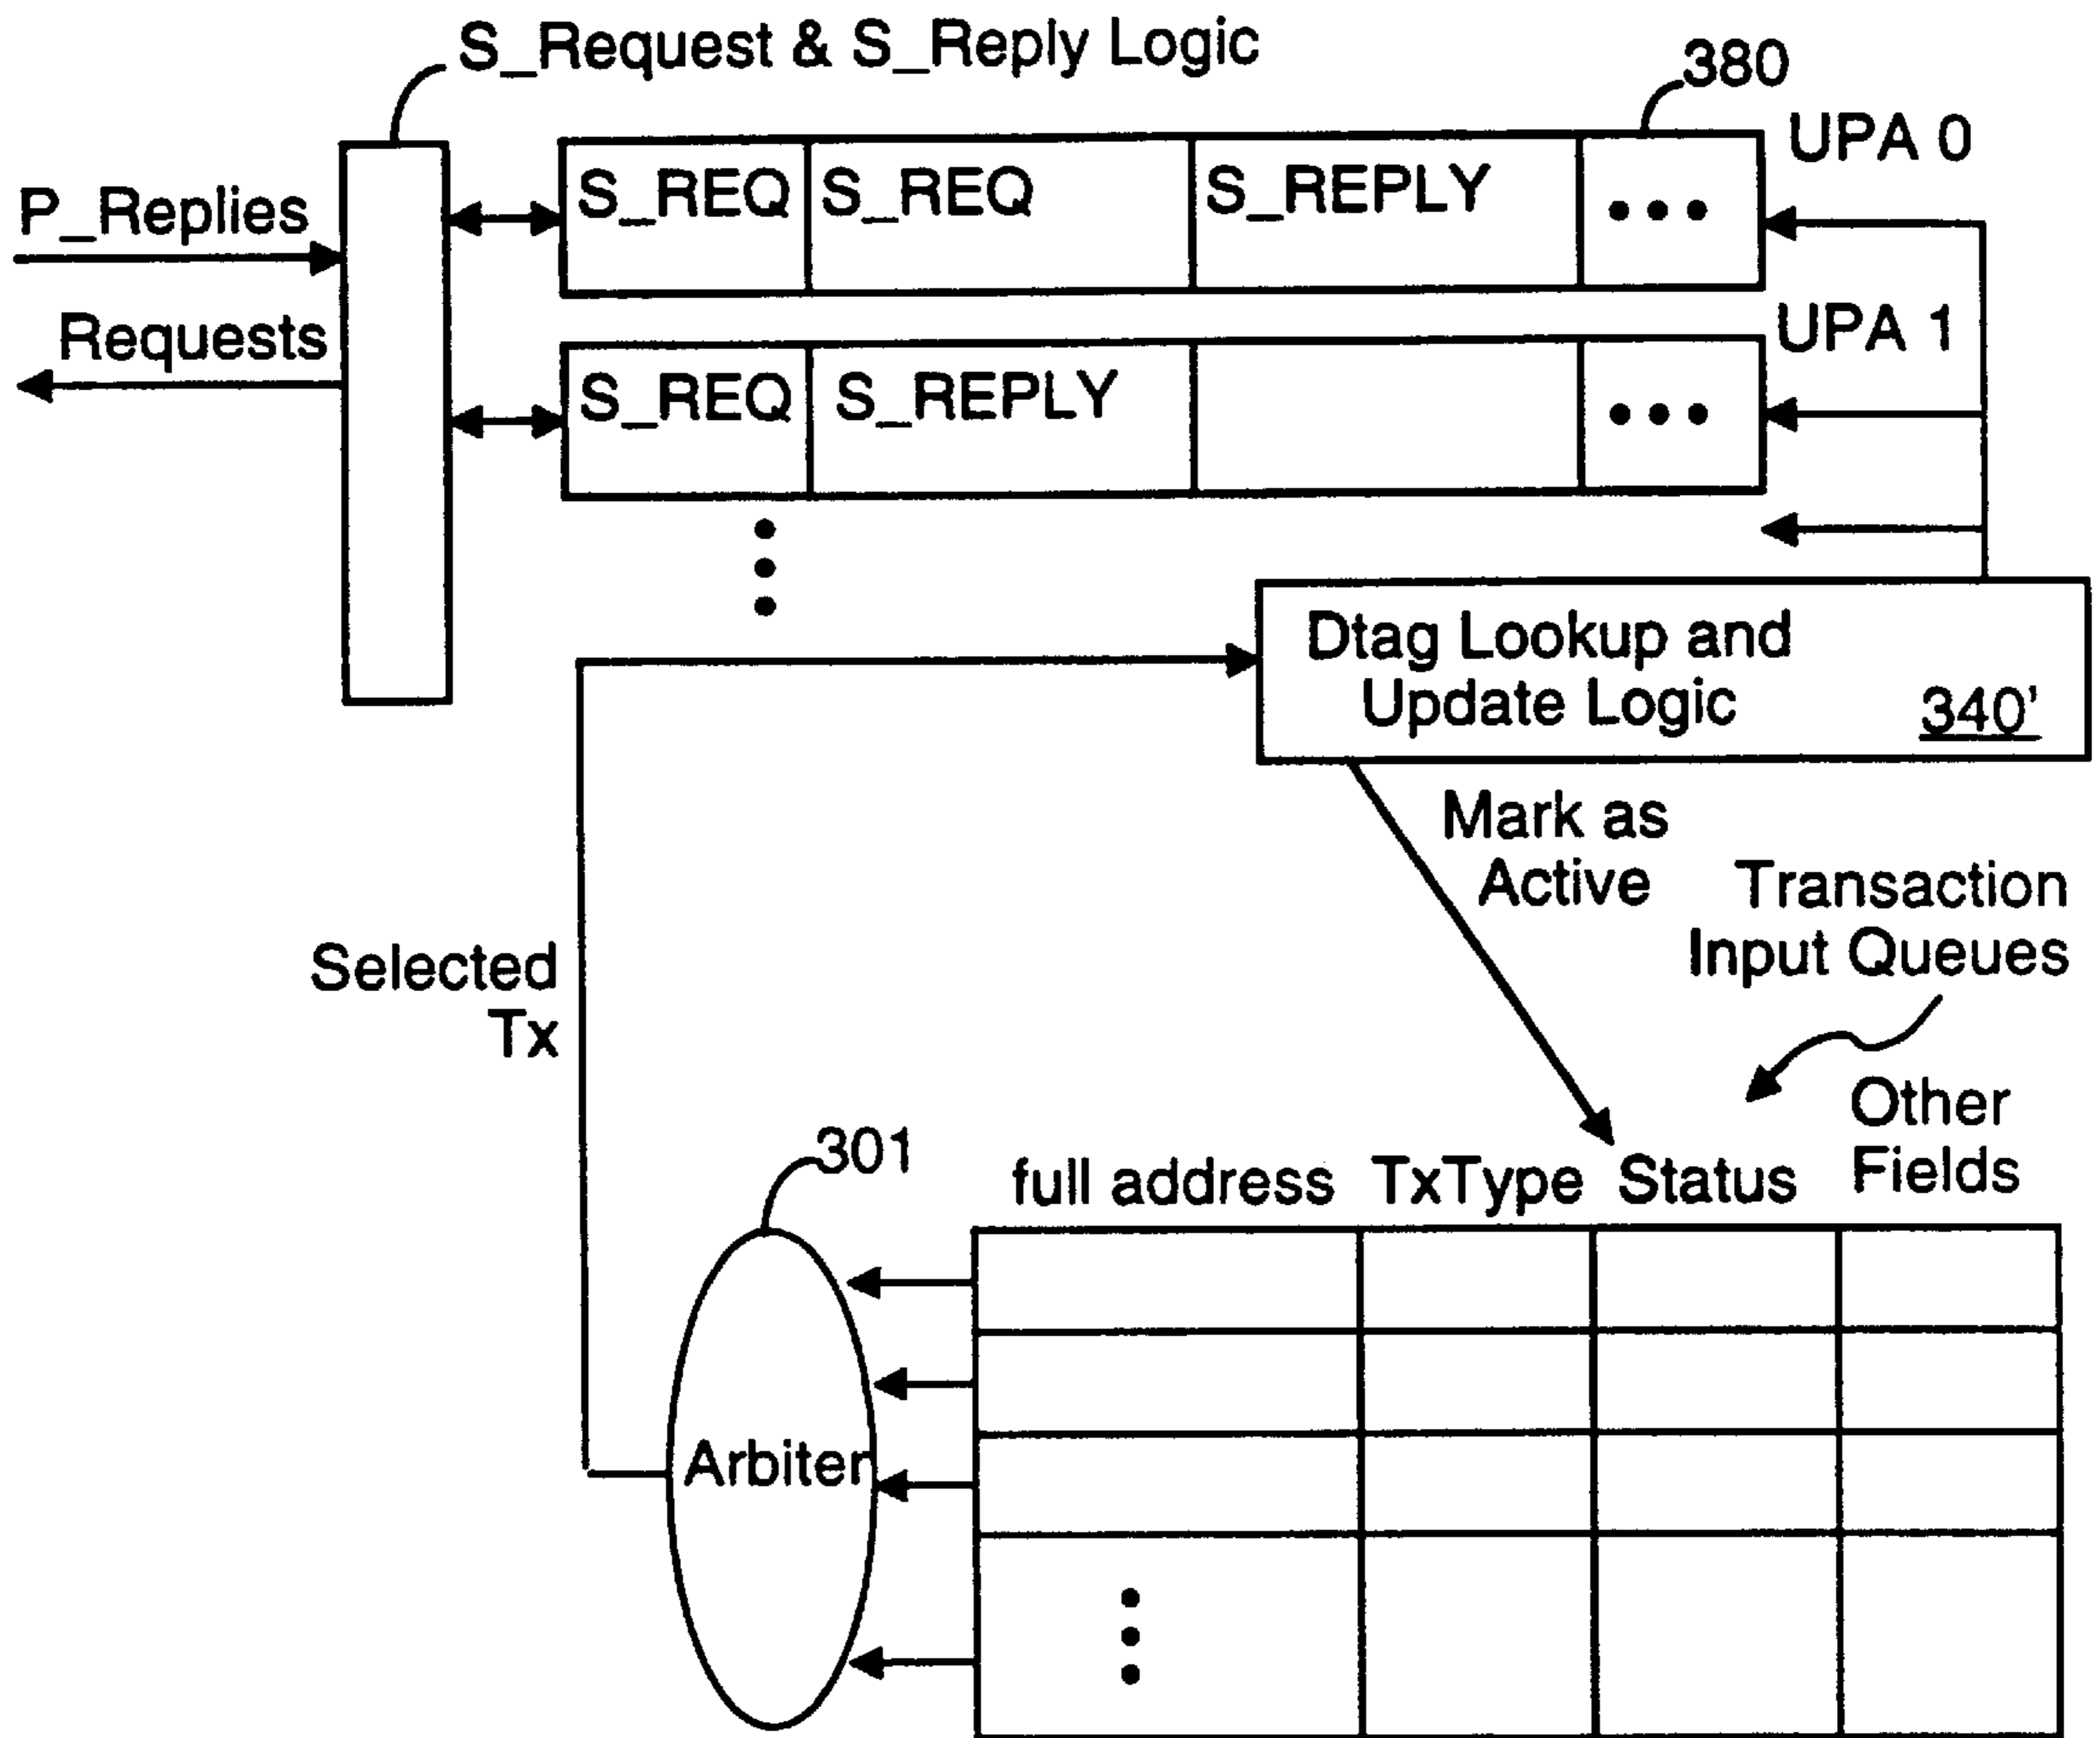 S_Request & S_Reply Logic
380
UPA 0
S_REQ S_REQ S_REPLY •••
P_Replies
Requests
UPA 1
S_REQ S_REPLY •••
Dtag Lookup and
Update Logic
340'
Mark as
Active
Transaction
Input Queues
Selected
Tx
Other
Fields
301
full address TxType Status
Arbiter